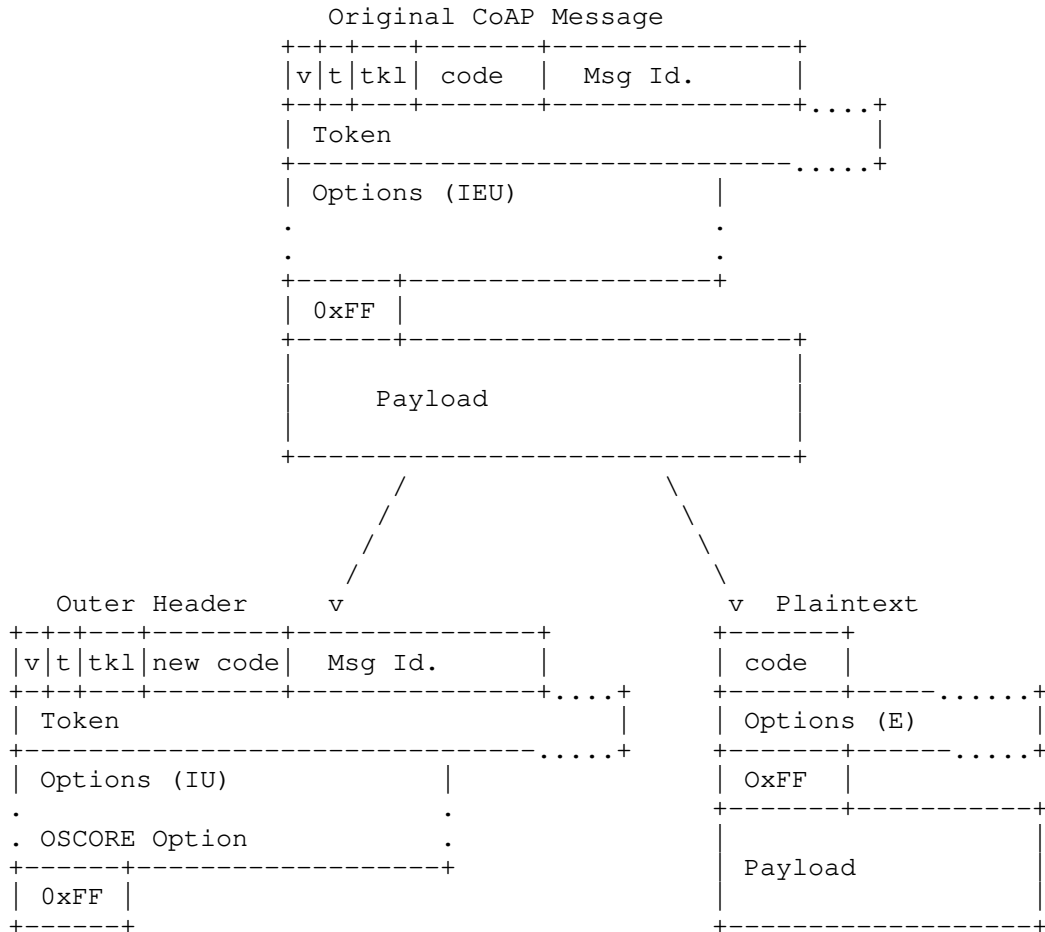 Original CoAP Message
+-+-+---+-------+---------------+
|v|t|tkl| code  |  Msg Id.      |
+-+-+---+-------+---------------+....+
| Token                              |
+-------------------------------.....+
| Options (IEU)            |
.                          .
.                          .
+------+-------------------+
| 0xFF |
+------+------------------------+
|                               |
|     Payload                   |
|                               |
+-------------------------------+
/                \
/                  \
/                    \
/                      \
Outer Header     v                        v  Plaintext
+-+-+---+--------+---------------+          +-------+
|v|t|tkl|new code|  Msg Id.      |          | code  |
+-+-+---+--------+---------------+....+     +-------+-----......+
| Token                               |     | Options (E)       |
+--------------------------------.....+     +-------+------.....+
| Options (IU)             |                | OxFF  |
.                          .                +-------+-----------+
. OSCORE Option            .                |                   |
+------+-------------------+                | Payload           |
| 0xFF |                                    |                   |
+------+                                    +-------------------+